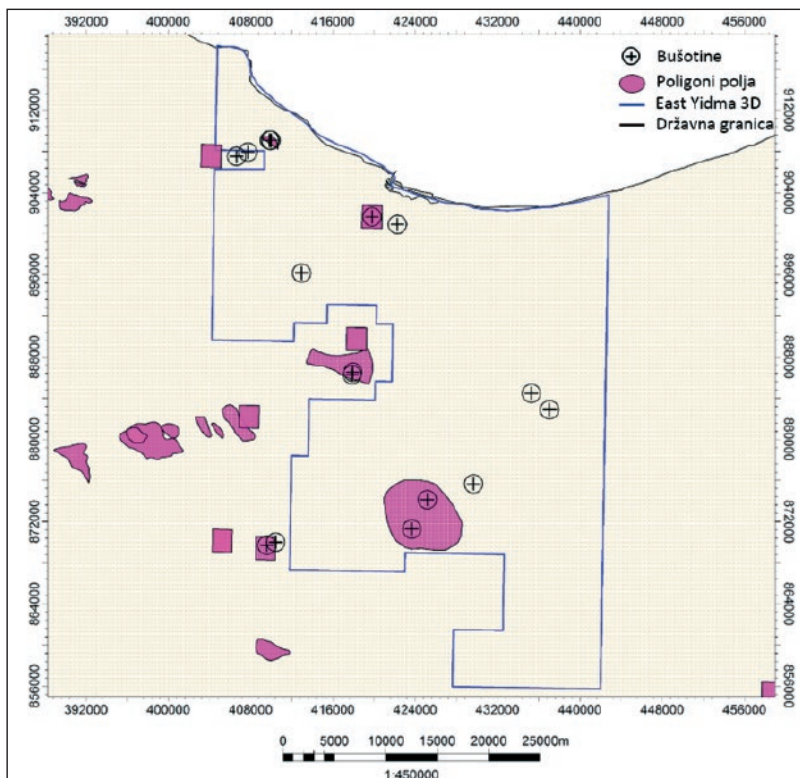 392000 400000 408000 416000 424000 432000 440000 448000 456000
Bušotine
Poligoni polja
East Yidma 3D
Državna granica
912000 912000
904000 904000
896000 896000
888000 888000
880000 880000
872000 872000
864000 864000
856000 856000
392000 400000 408000 416000 424000 432000 440000 448000 456000
0 5000 10000 15000 20000 25000m
1:450000